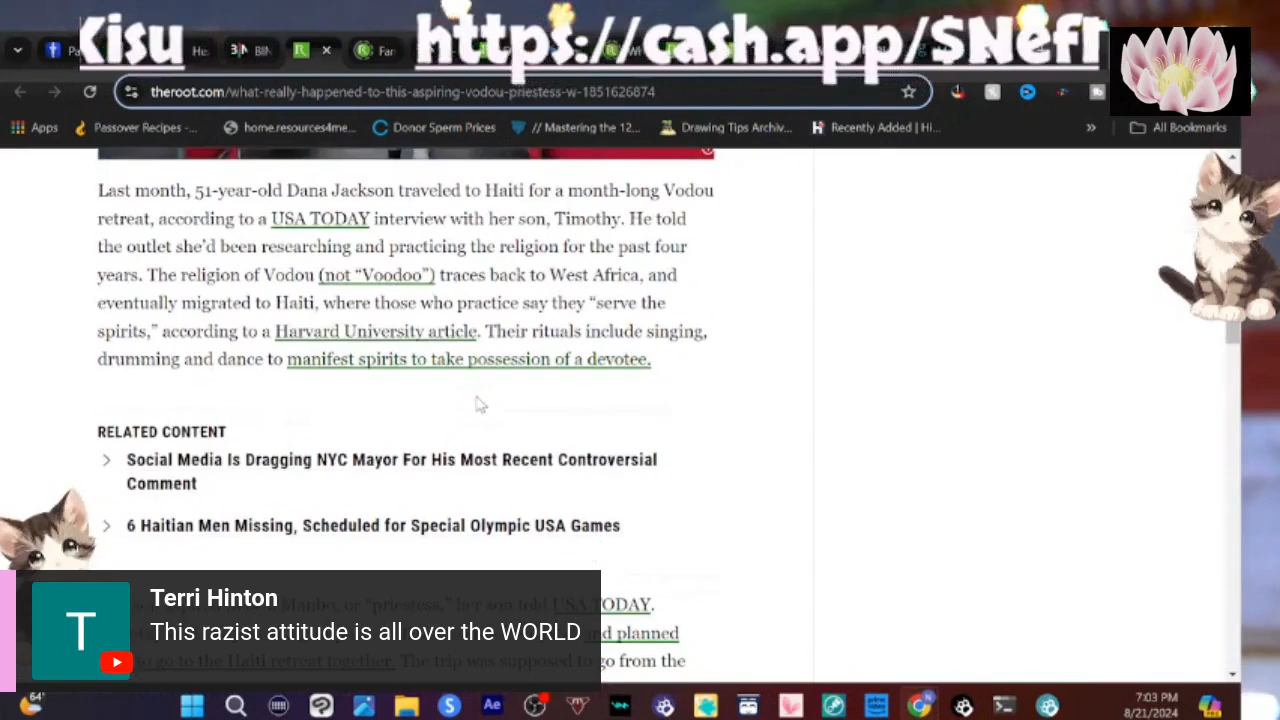 Kisu https://cash.app/$Nef
theroot.com/what-really-happened-to-this-aspiring-vodou-priestess-w-1851626874
Apps Passover Recipes -... home.resources4me... Donor Sperm Prices // Mastering the 12... Drawing Tips Archiv... Recently Added | Hi... » All Bookmarks
Last month, 51-year-old Dana Jackson traveled to Haiti for a month-long Vodou
retreat, according to a USA TODAY interview with her son, Timothy. He told
the outlet she’d been researching and practicing the religion for the past four
years. The religion of Vodou (not “Voodoo”) traces back to West Africa, and
eventually migrated to Haiti, where those who practice say they “serve the
spirits,” according to a Harvard University article. Their rituals include singing,
drumming and dance to manifest spirits to take possession of a devotee.
RELATED CONTENT
Social Media Is Dragging NYC Mayor For His Most Recent Controversial
Comment
6 Haitian Men Missing, Scheduled for Special Olympic USA Games
Manbo, or “priestess,” her son told USA TODAY.
and planned
to go to the Haiti retreat together. The trip was supposed to go from the
T
Terri Hinton
This razist attitude is all over the WORLD
64°
7:03 PM
8/21/2024